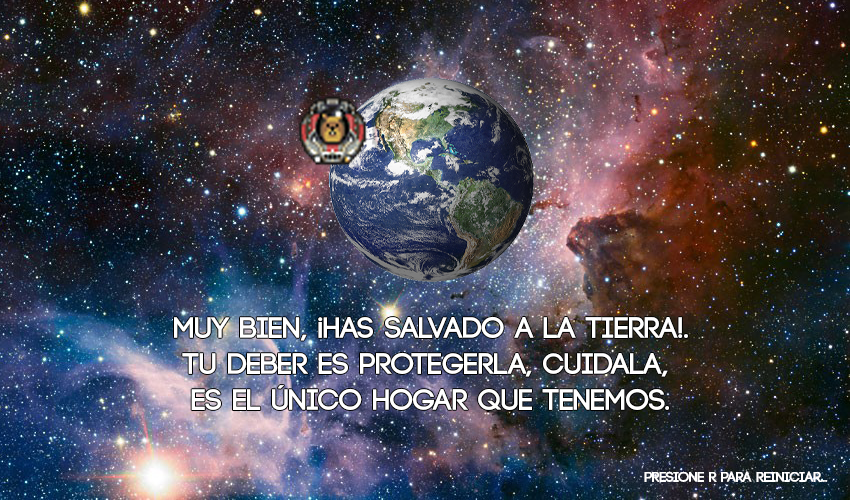 MUY BIEN, ¡HAS SALVADO A LA TIERRA!.
TU DEBER ES PROTEGERLA, CUIDALA,
ES EL ÚNICO HOGAR QUE TENEMOS.
PRESIONE R PARA REINICIAR...